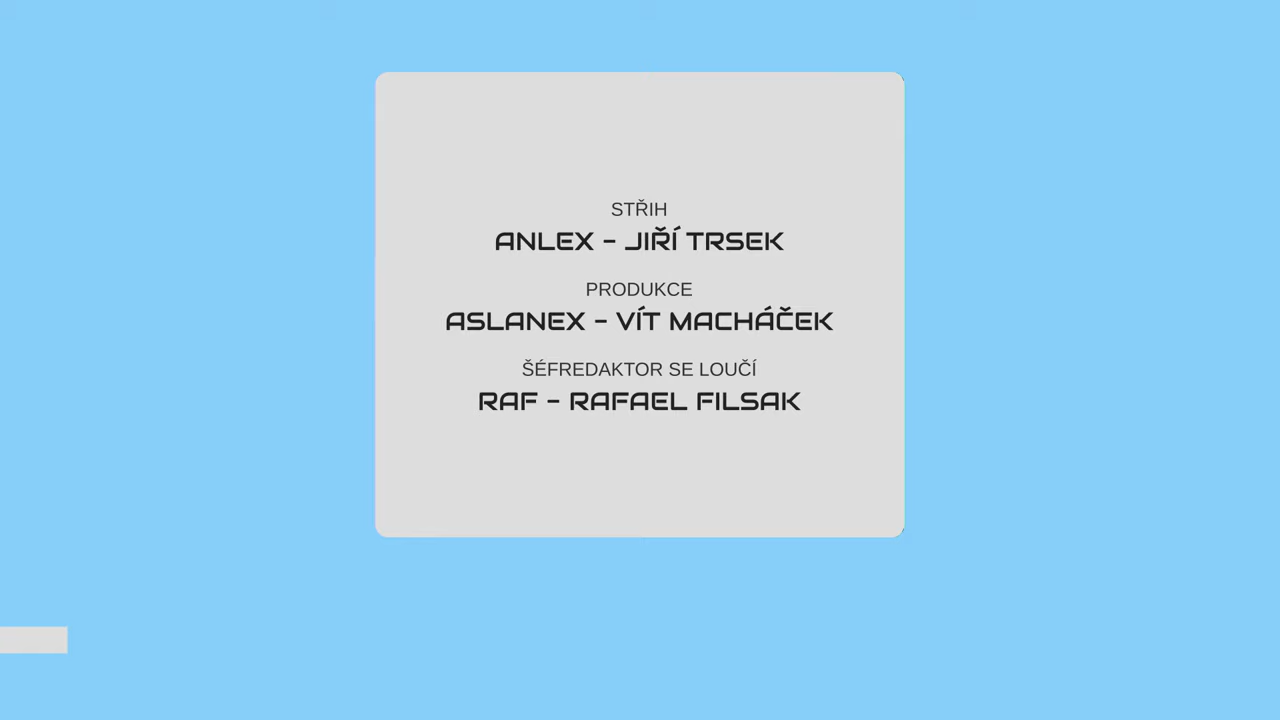 STŘIH
ANLEX - JIŘÍ TRSEK
PRODUKCE
ASLANEX - VÍT MACHÁČEK
ŠÉFREDAKTOR SE LOUČÍ
RAF - RAFAEL FILSAK